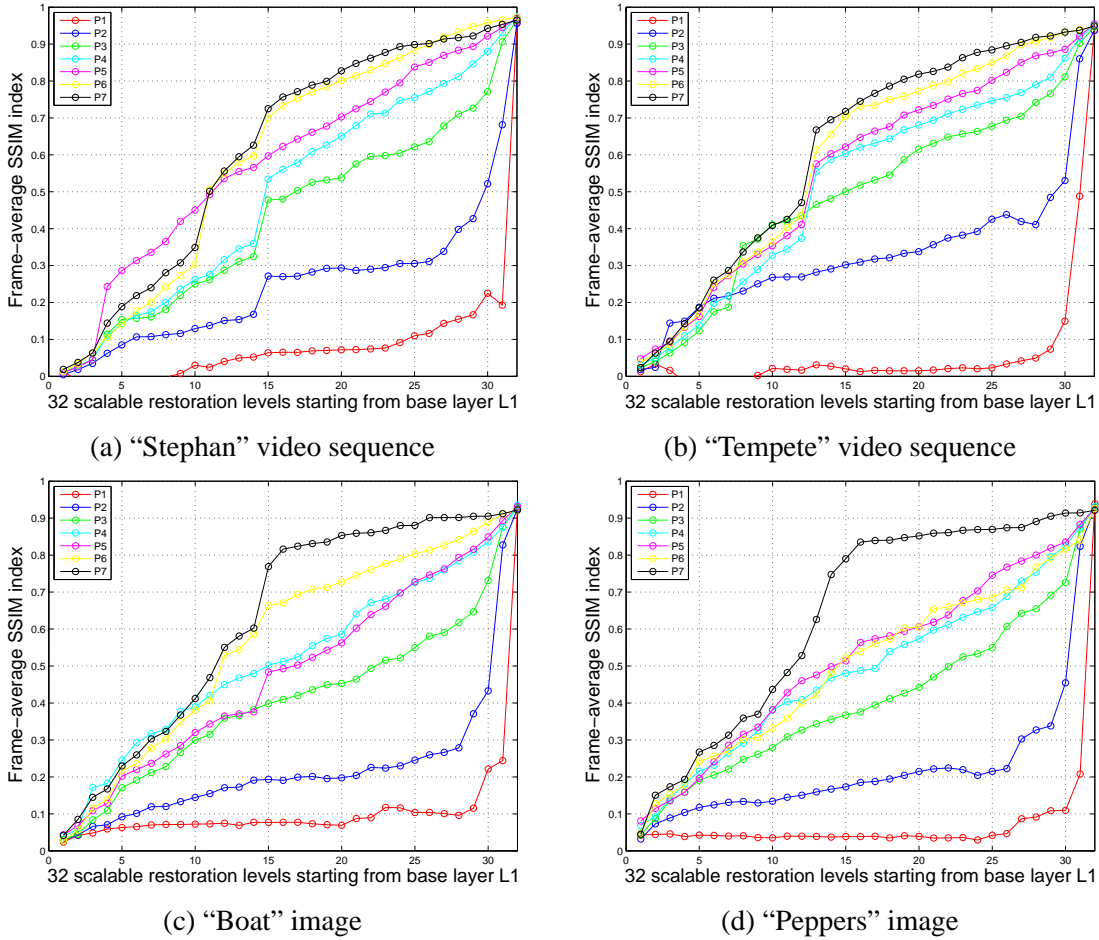 1
0.9
0.8
0.7
0.6
0.5
0.4
0.3
0.2
0.1
0
5 10 15 20 25 30
P1
P2
P3
P4
P5
P6
P7
Frame−average SSIM index
32 scalable restoration levels starting from base layer L1
(a) “Stephan” video sequence
1
0.9
0.8
0.7
0.6
0.5
0.4
0.3
0.2
0.1
0
5 10 15 20 25 30
P1
P2
P3
P4
P5
P6
P7
Frame−average SSIM index
32 scalable restoration levels starting from base layer L1
(b) “Tempete” video sequence
1
0.9
0.8
0.7
0.6
0.5
0.4
0.3
0.2
0.1
0
5 10 15 20 25 30
P1
P2
P3
P4
P5
P6
P7
Frame−average SSIM index
32 scalable restoration levels starting from base layer L1
(c) “Boat” image
1
0.9
0.8
0.7
0.6
0.5
0.4
0.3
0.2
0.1
0
5 10 15 20 25 30
P1
P2
P3
P4
P5
P6
P7
Frame−average SSIM index
32 scalable restoration levels starting from base layer L1
(d) “Peppers” image